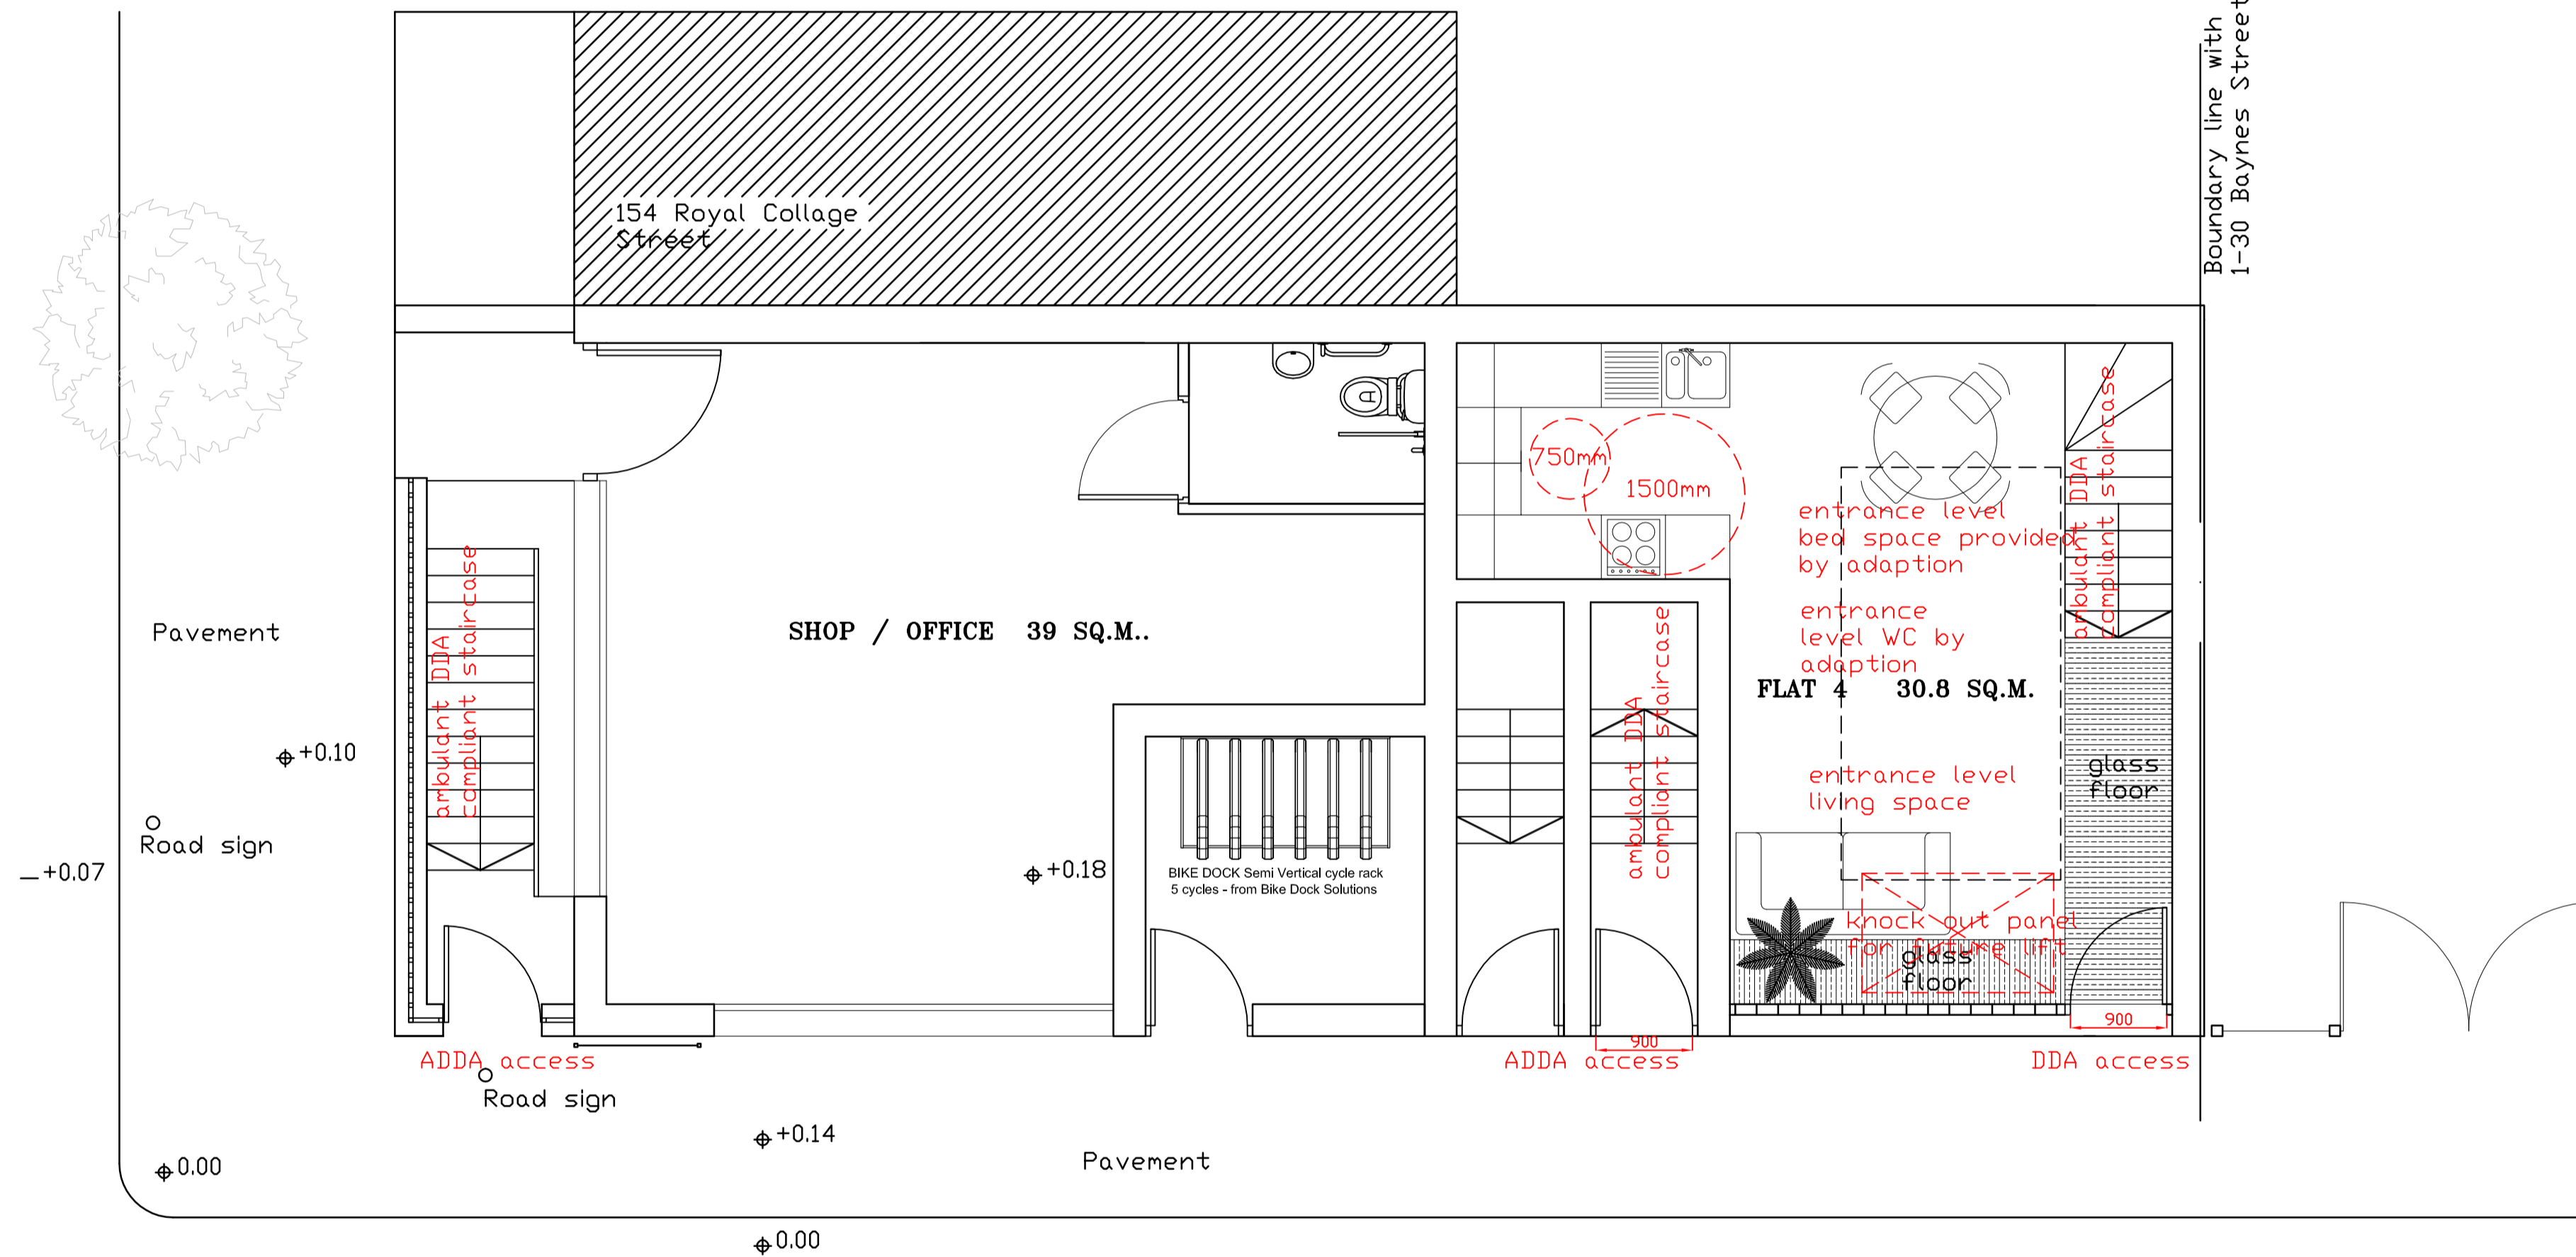 Boundary line with
1-30 Baynes Street
154 Royal Collage
Street
750mm
1500mm
ambulant DDA
compliant staircase
entrance level
bed space provided
by adaption
entrance
level WC by
adaption
ambulant DDA
compliant staircase
Pavement
SHOP / OFFICE 39 SQ.M..
ambulant DDA
compliant staircase
FLAT 4 30.8 SQ.M.
+0.10
glass
floor
entrance level
living space
Road sign
-+0.07
+0.18
BIKE DOCK Semi Vertical cycle rack
5 cycles - from Bike Dock Solutions
knock out panel
for future lift
glass
floor
900
900
ADDA access
ADDA access
DDA access
Road sign
+0.14
Pavement
0.00
0.00